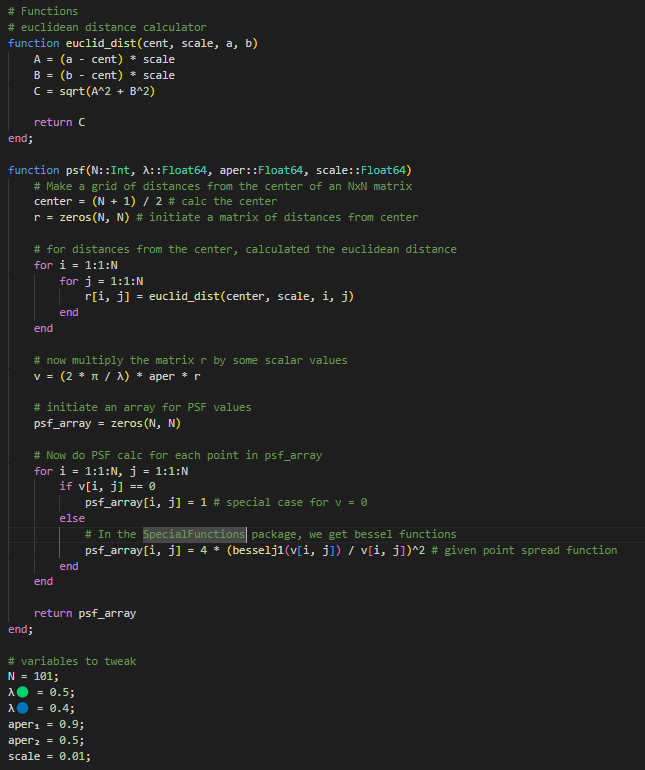 # Functions
# euclidean distance calculator
function euclid_dist(cent, scale, a, b)
    A = (a - cent) * scale
    B = (b - cent) * scale
    C = sqrt(A^2 + B^2)

    return C
end;

function psf(N::Int, λ::Float64, aper::Float64, scale::Float64)
    # Make a grid of distances from the center of an NxN matrix
    center = (N + 1) / 2 # calc the center
    r = zeros(N, N) # initiate a matrix of distances from center

    # for distances from the center, calculated the euclidean distance
    for i = 1:1:N
        for j = 1:1:N
            r[i, j] = euclid_dist(center, scale, i, j)
        end
    end

    # now multiply the matrix r by some scalar values
    v = (2 * π / λ) * aper * r

    # initiate an array for PSF values
    psf_array = zeros(N, N)

    # Now do PSF calc for each point in psf_array
    for i = 1:1:N, j = 1:1:N
        if v[i, j] == 0
            psf_array[i, j] = 1 # special case for v = 0
        else
            # In the SpecialFunctions package, we get bessel functions
            psf_array[i, j] = 4 * (besselj1(v[i, j]) / v[i, j])^2 # given point spread function
        end
    end

    return psf_array
end;

# variables to tweak
N = 101;
λ🟢 = 0.5;
λ🔵 = 0.4;
aper₁ = 0.9;
aper₂ = 0.5;
scale = 0.01;